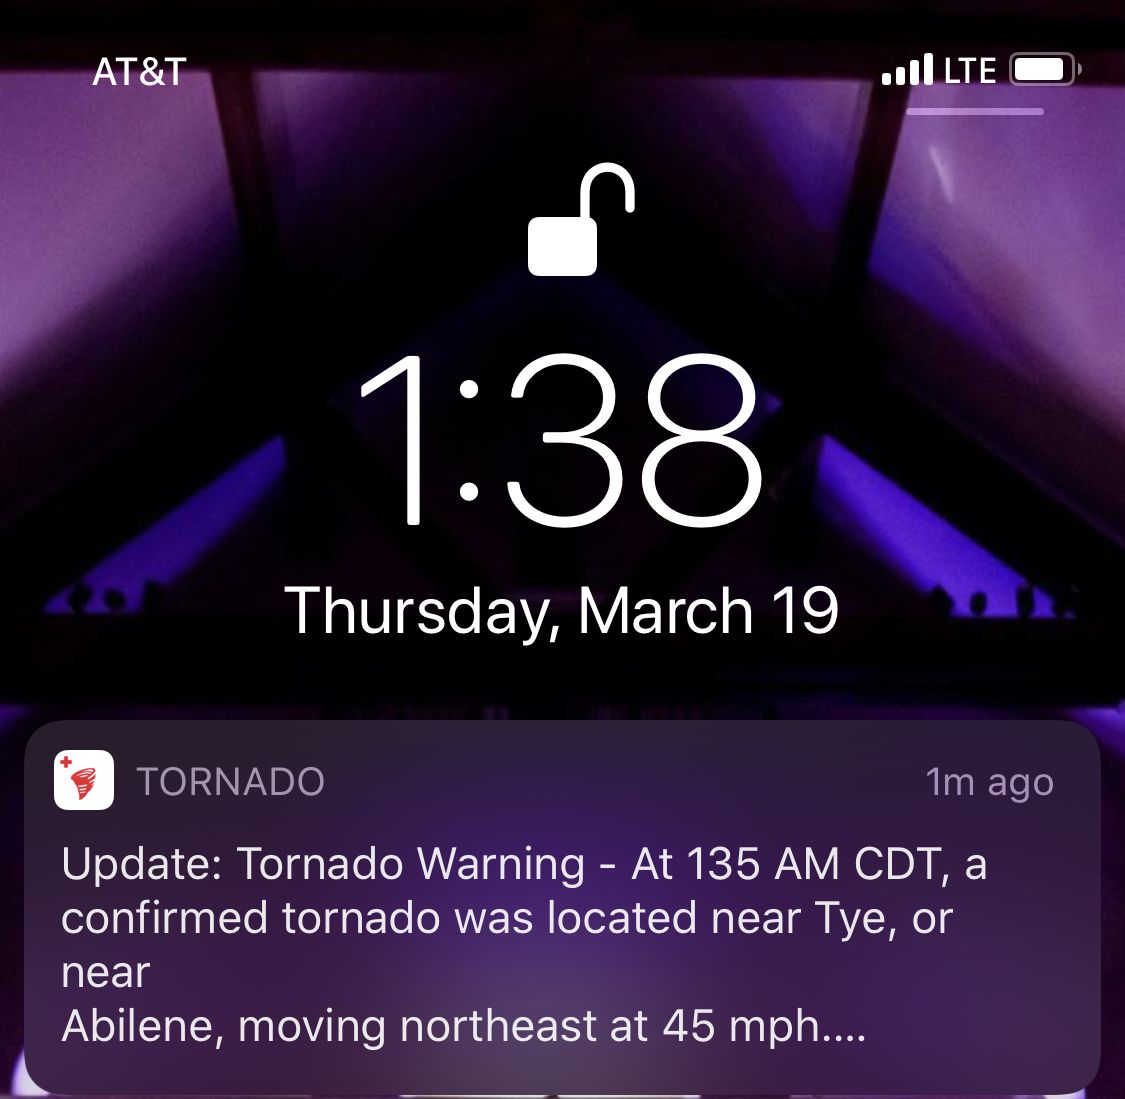 AT&T LTE
1:38
Thursday, March 19
TORNADO 1m ago
Update: Tornado Warning - At 135 AM CDT, a
confirmed tornado was located near Tye, or
near
Abilene, moving northeast at 45 mph....